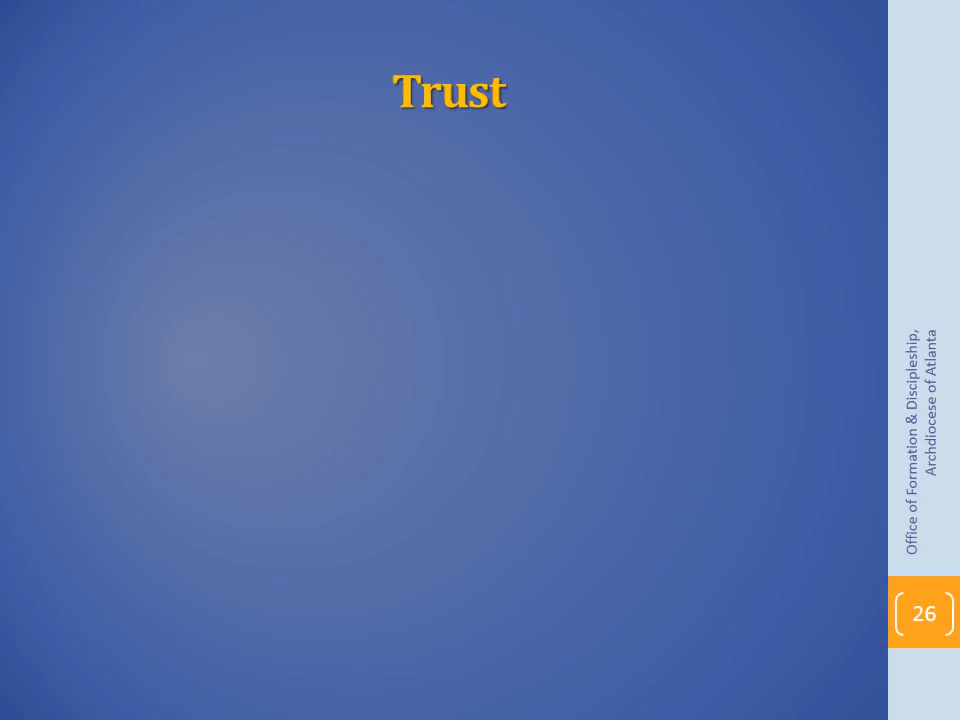 Trust
Office of Formation & Discipleship,
Archdiocese of Atlanta
26